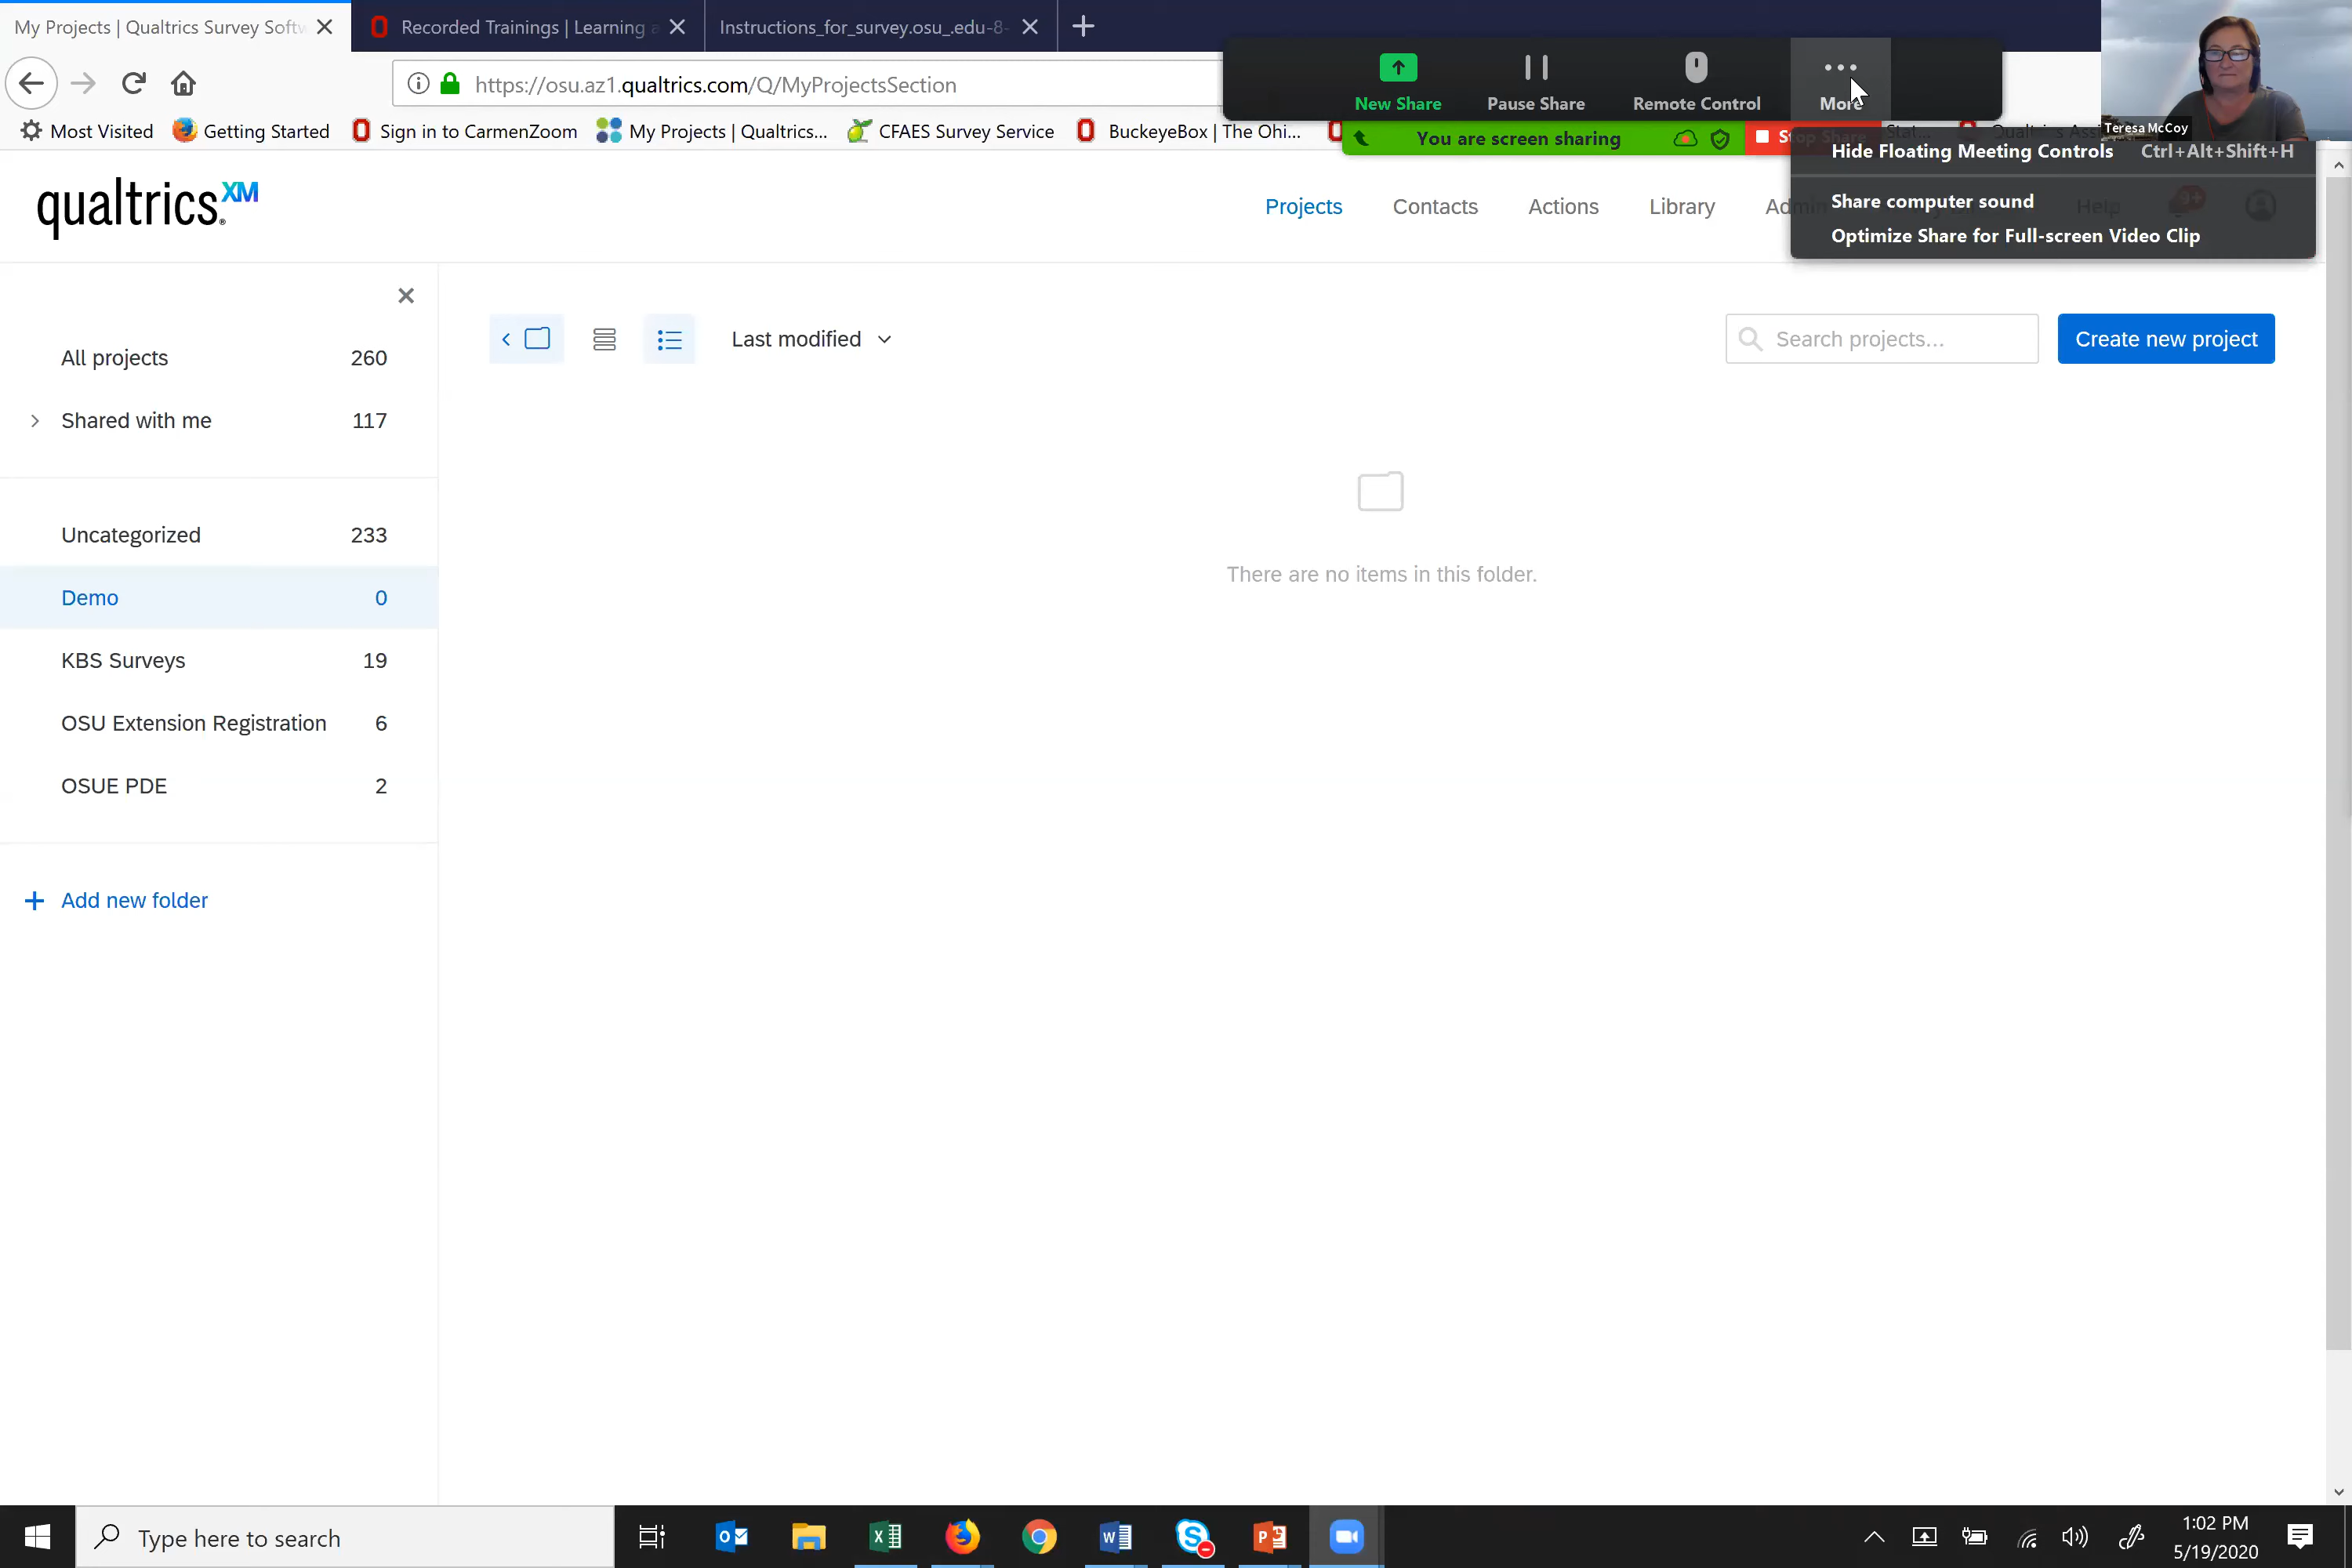 My Projects | Qualtrics Survey Softw
Recorded Trainings | Learning a
Instructions_for_survey.osu_.edu-8-
https://osu.az1.qualtrics.com/Q/MyProjectsSection
New Share
Pause Share
Remote Control
More
Teresa McCoy
Most Visited
Getting Started
Sign in to CarmenZoom
My Projects | Qualtrics...
CFAES Survey Service
BuckeyeBox | The Ohi...
You are screen sharing
Stop Share
Hide Floating Meeting Controls Ctrl+Alt+Shift+H
Share computer sound
Optimize Share for Full-screen Video Clip
qualtrics.XM
Projects
Contacts
Actions
Library
Admin
Help
9+
All projects 260
Shared with me 117
Uncategorized 233
Demo 0
KBS Surveys 19
OSU Extension Registration 6
OSUE PDE 2
Add new folder
Last modified
Search projects...
Create new project
There are no items in this folder.
Type here to search
1:02 PM
5/19/2020